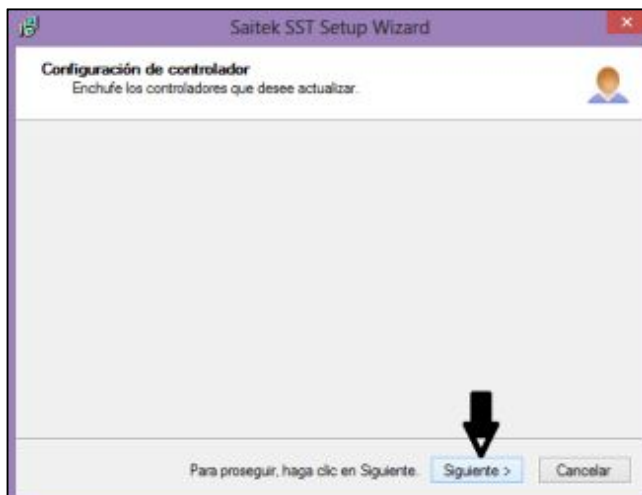 Saitek SST Setup Wizard
Configuración de controlador
Enchufe los controladores que desee actualizar.
Para proseguir, haga clic en Siguiente.
Siguiente >
Cancelar